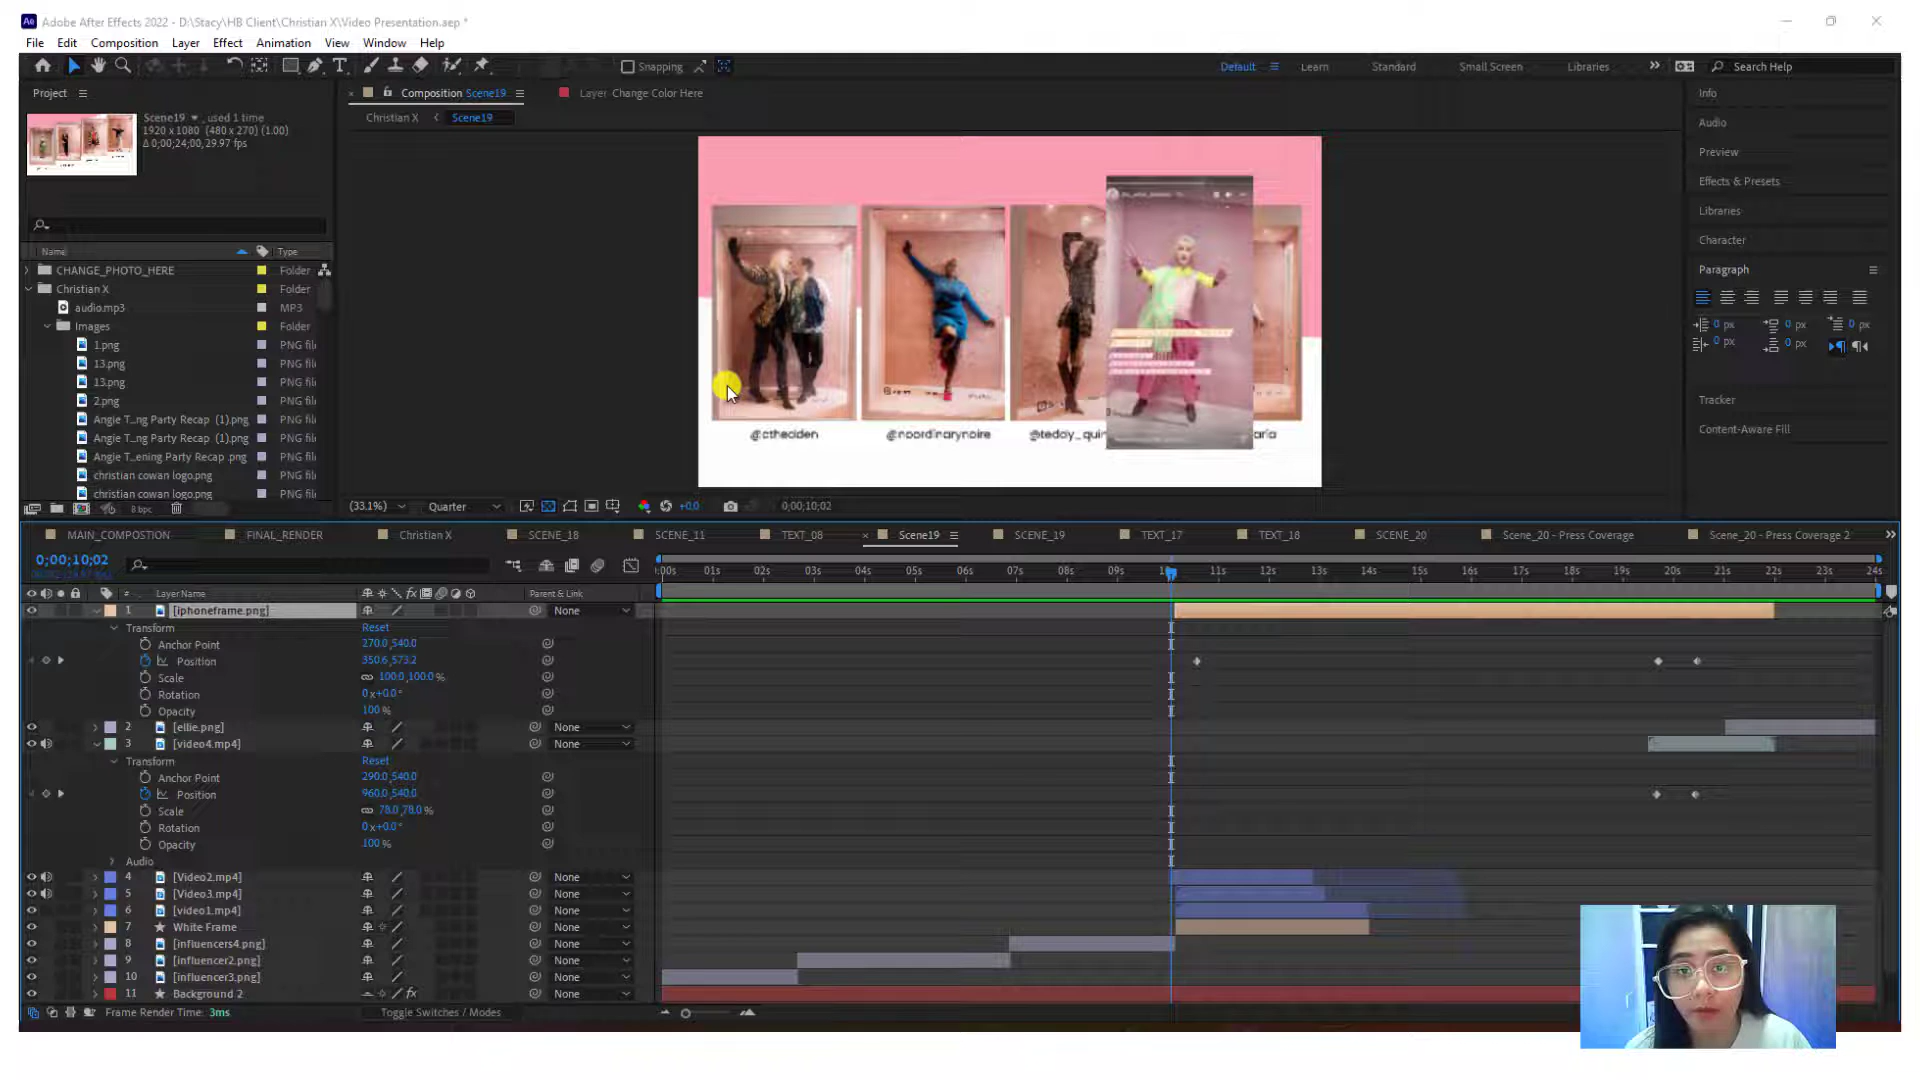 Adobe After Effects 2022 - D:\Stacy\HB Client\Christian X\Video Presentation.aep *
File Edit Composition Layer Effect Animation View Window Help
Snapping Default Learn Standard Small Screen Libraries Search Help
Project
Composition Scene19 Layer Change Color Here
Christian X Scene19
Scene19 , used 1 time
1920 x 1080 (480 x 270) (1.00)
Δ 0;00;24;00, 29.97 fps
Name Type
CHANGE_PHOTO_HERE Folder
Christian X Folder
audio.mp3 MP3
Images Folder
1.png PNG fil
13.png PNG fil
13.png PNG fil
2.png PNG fil
Angie T...ng Party Recap (1).png PNG fil
Angie T...ng Party Recap (1).png PNG fil
Angie T...ening Party Recap .png PNG fil
christian cowan logo.png PNG fil
christian cowan logo.png PNG fil
8 bpc
@ctheciden @noordinarynoire @teddy_quin aria
(33.1%) Quarter +0.0 0;00;10;02
Info
Audio
Preview
Effects & Presets
Libraries
Character
Paragraph
0 px 0 px 0 px
0 px 0 px
Tracker
Content-Aware Fill
MAIN_COMPOSTION FINAL_RENDER Christian X SCENE_18 SCENE_11 TEXT_08 Scene19 SCENE_19 TEXT_17 TEXT_18 SCENE_20 Scene_20 - Press Coverage Scene_20 - Press Coverage 2
0;00;10;02
:00s 01s 02s 03s 04s 05s 06s 07s 08s 09s 10s 11s 12s 13s 14s 15s 16s 17s 18s 19s 20s 21s 22s 23s 24s
# Layer Name Parent & Link
1 [iphoneframe.png] None
Transform Reset
Anchor Point 270.0,540.0
Position 350.6,573.2
Scale 100.0,100.0 %
Rotation 0 x+0.0°
Opacity 100 %
2 [ellie.png] None
3 [video4.mp4] None
Transform Reset
Anchor Point 290.0,540.0
Position 960.0,540.0
Scale 78.0,78.0 %
Rotation 0 x+0.0°
Opacity 100 %
Audio
4 [Video2.mp4] None
5 [Video3.mp4] None
6 [video1.mp4] None
7 White Frame None
8 [influencers4.png] None
9 [influencer2.png] None
10 [influencer3.png] None
11 Background 2 fx None
Frame Render Time: 3ms Toggle Switches / Modes